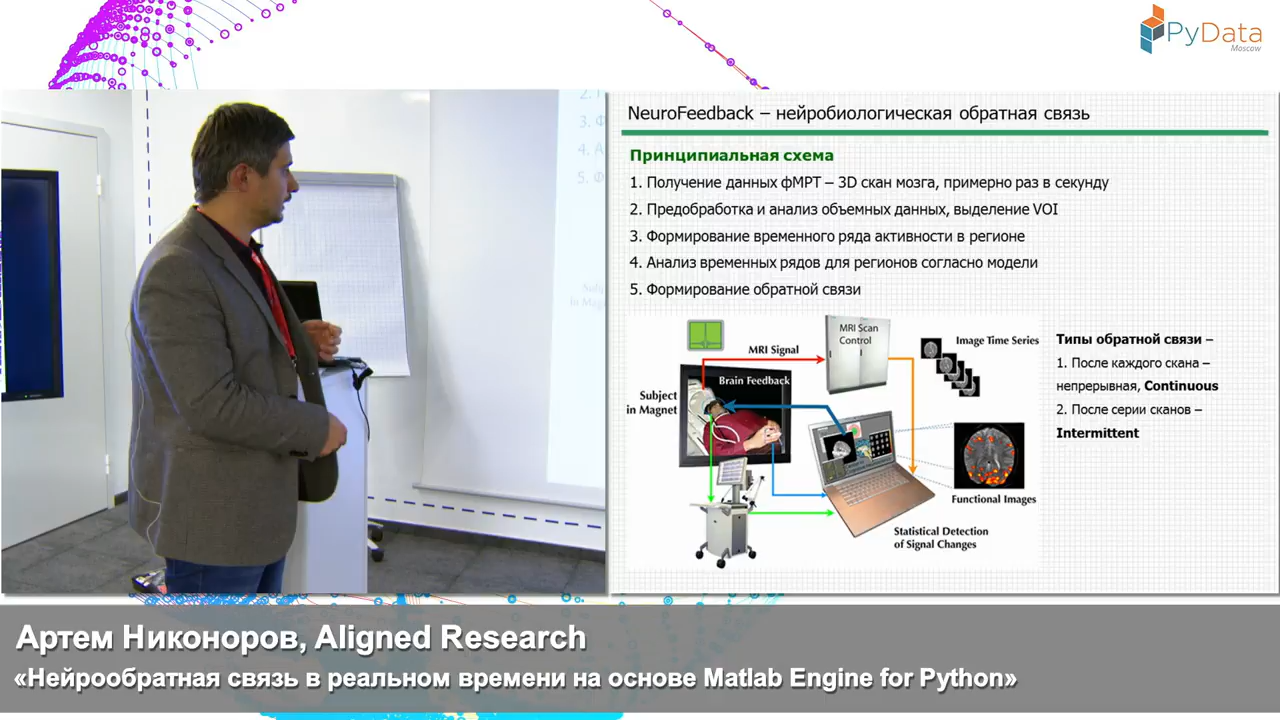 PyData
Moscow
2.
3. Ф
4. А
5. Ф
NeuroFeedback – нейробиологическая обратная связь
Принципиальная схема
1. Получение данных фМРТ – 3D скан мозга, примерно раз в секунду
2. Предобработка и анализ объемных данных, выделение VOI
3. Формирование временного ряда активности в регионе
4. Анализ временных рядов для регионов согласно модели
5. Формирование обратной связи
MRI Scan
Control
MRI Signal
Image Time Series
Brain Feedback
Subject
in Magnet
Functional Images
Statistical Detection
of Signal Changes
Типы обратной связи –
1. После каждого скана –
непрерывная, Continuous
2. После серии сканов –
Intermittent
Артем Никоноров, Aligned Research
«Нейрообратная связь в реальном времени на основе Matlab Engine for Python»